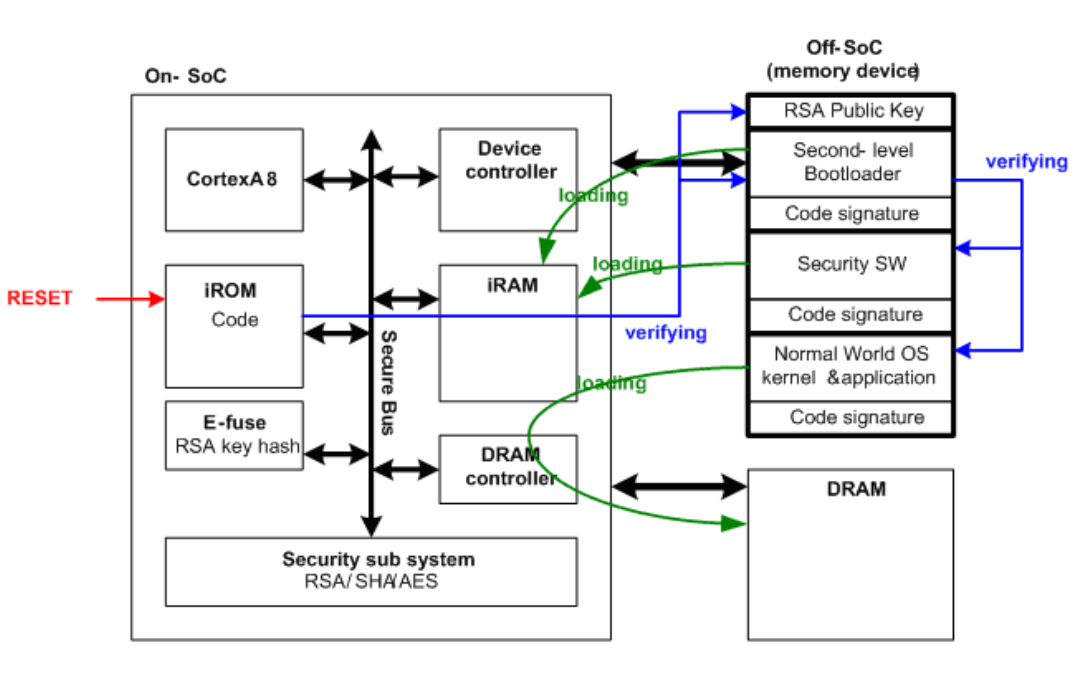 Off-SoC
(memory device)
On- SoC
RSA Public Key
CortexA8
Device
controller
Second- level
Bootloader
verifying
loading
Code signature
RESET
iROM
Code
iRAM
loading
Security SW
Code signature
verifying
Secure Bus
loading
Normal World OS
kernel &application
Code signature
E-fuse
RSA key hash
DRAM
controller
DRAM
Security sub system
RSA/ SHA/AES